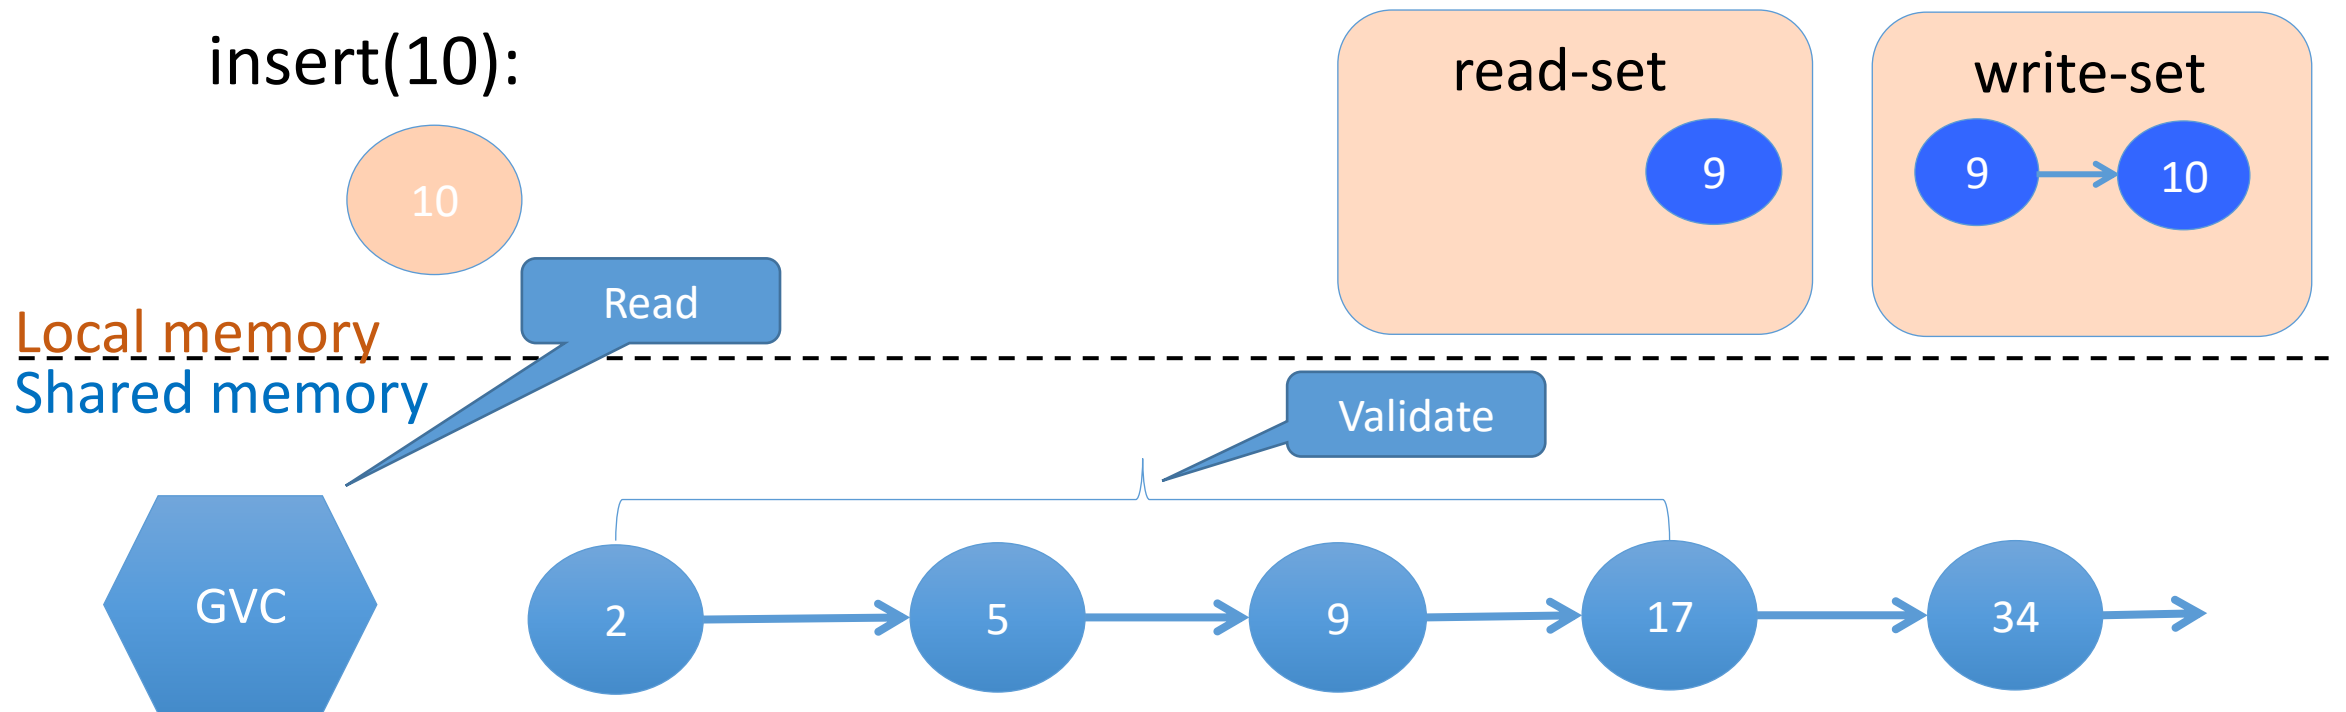 insert(10):
10
read-set
9
write-set
9
10
Read
Local memory
Shared memory
Validate
GVC
2
5
9
17
34